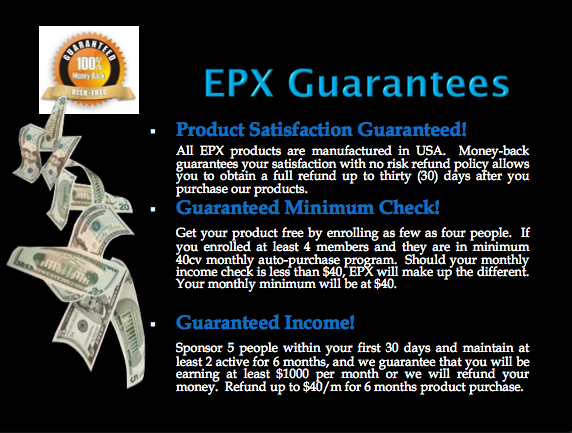 GUARANTEED
100%
Money-Back
RISK-FREE
EPX Guarantees
Product Satisfaction Guaranteed!
All EPX products are manufactured in USA. Money-back
guarantees your satisfaction with no risk refund policy allows
you to obtain a full refund up to thirty (30) days after you
purchase our products.
Guaranteed Minimum Check!
Get your product free by enrolling as few as four people. If
you enrolled at least 4 members and they are in minimum
40cv monthly auto-purchase program. Should your monthly
income check is less than $40, EPX will make up the different.
Your monthly minimum will be at $40.
Guaranteed Income!
Sponsor 5 people within your first 30 days and maintain at
least 2 active for 6 months, and we guarantee that you will be
earning at least $1000 per month or we will refund your
money. Refund up to $40/m for 6 months product purchase.